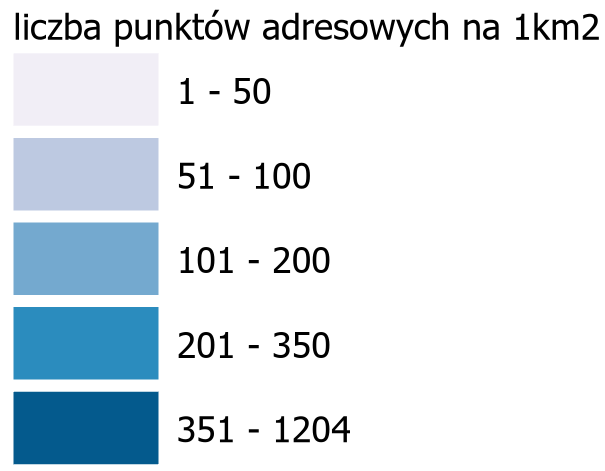 liczba punktów adresowych na 1km2
1 - 50
51 - 100
101 - 200
201 - 350
351 - 1204